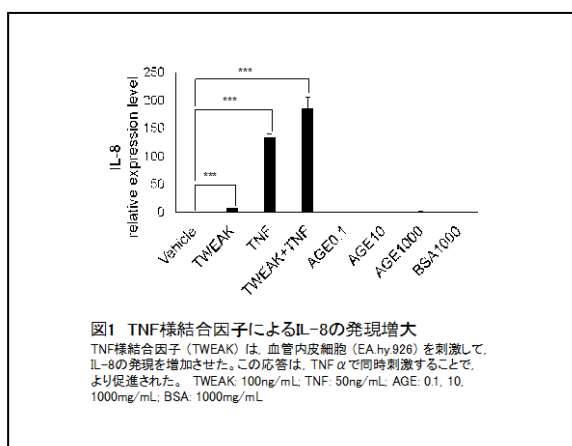 250
200
150
100
50
0
IL-8
relative expression level
***
***
***
Vehicle
TWEAK
TNF
TWEAK+TNF
AGE0.1
AGE10
AGE1000
BSA1000
図1 TNF様結合因子によるIL-8の発現増大
TNF様結合因子 (TWEAK) は, 血管内皮細胞 (EA.hy.926) を刺激して,
IL-8の発現を増加させた。この応答は, TNFαで同時刺激することで,
より促進された。 TWEAK: 100ng/mL; TNF: 50ng/mL; AGE: 0.1, 10,
1000mg/mL; BSA: 1000mg/mL